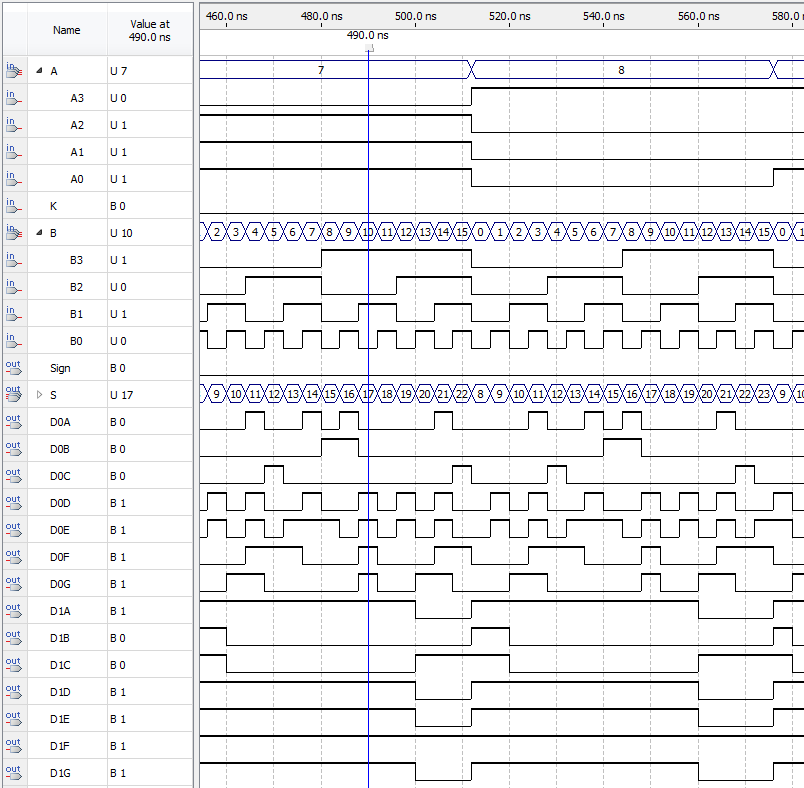 Name
Value at
490.0 ns
460.0 ns 480.0 ns 500.0 ns 520.0 ns 540.0 ns 560.0 ns 580.0
490.0 ns
in A U 7 7 8
in A3 U 0
in A2 U 1
in A1 U 1
in A0 U 1
in K B 0
in B U 10 2 3 4 5 6 7 8 9 10 11 12 13 14 15 0 1 2 3 4 5 6 7 8 9 10 11 12 13 14 15 0 1
in B3 U 1
in B2 U 0
in B1 U 1
in B0 U 0
out Sign B 0
out S U 17 9 10 11 12 13 14 15 16 17 18 19 20 21 22 8 9 10 11 12 13 14 15 16 17 18 19 20 21 22 23 9 10
out D0A B 0
out D0B B 0
out D0C B 0
out D0D B 1
out D0E B 1
out D0F B 1
out D0G B 1
out D1A B 1
out D1B B 0
out D1C B 0
out D1D B 1
out D1E B 1
out D1F B 1
out D1G B 1